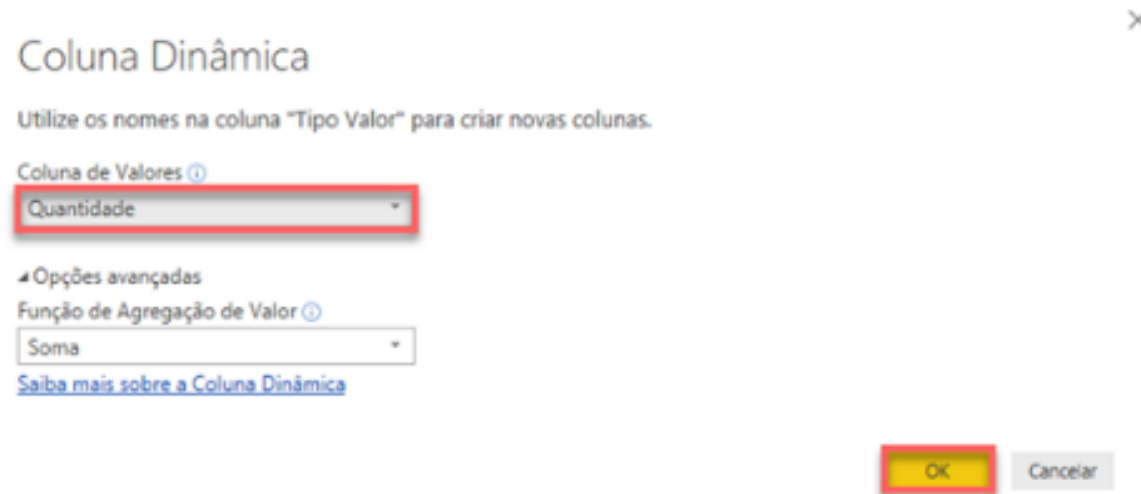 Coluna Dinâmica
Utilize os nomes na coluna "Tipo Valor" para criar novas colunas.
Coluna de Valores
Quantidade
Opções avançadas
Função de Agregação de Valor
Soma
Saiba mais sobre a Coluna Dinâmica
OK Cancelar